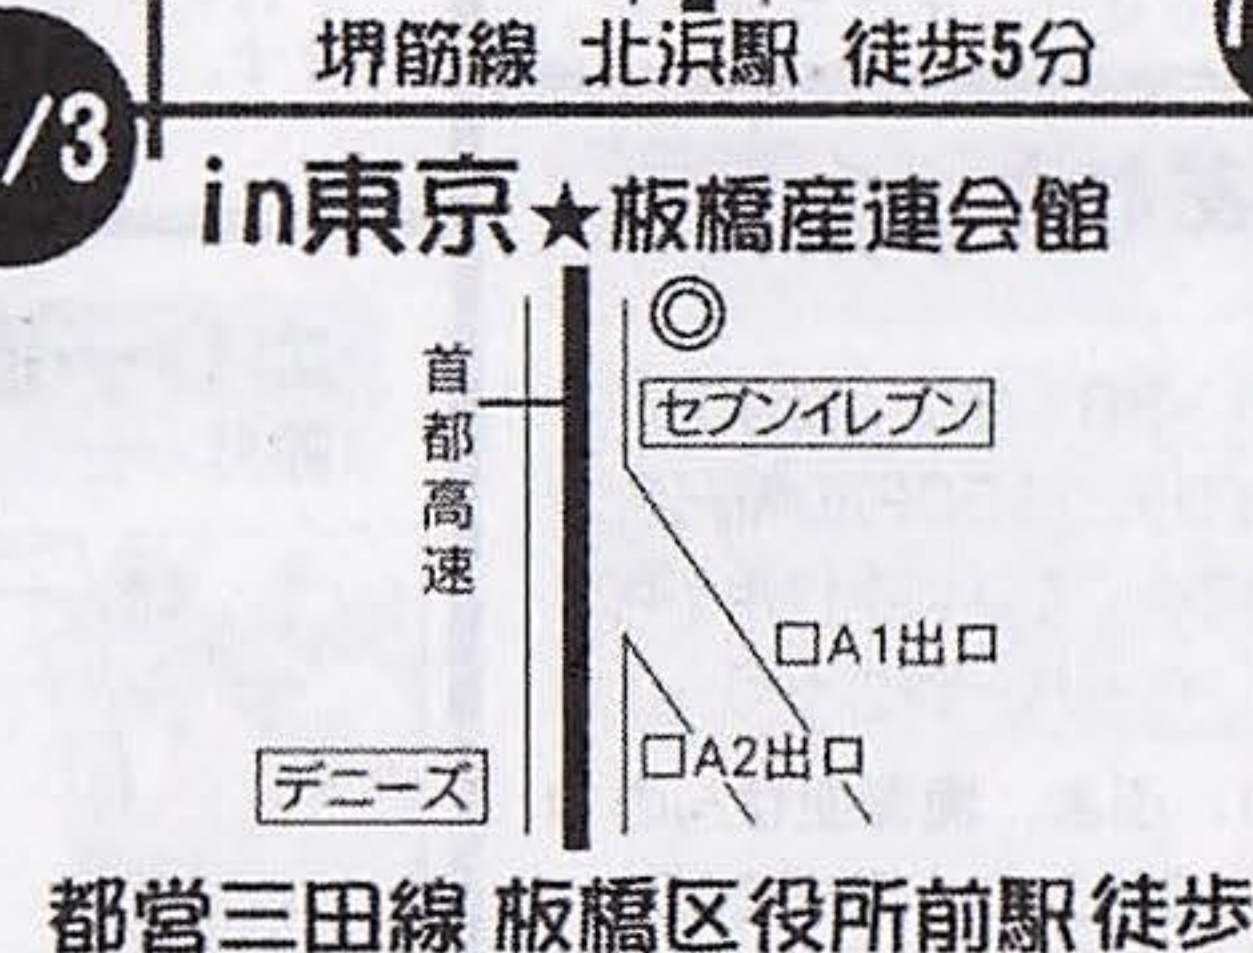 堺筋線 北浜駅 徒歩5分
/3
in東京★板橋産連会館
首都高速
セブンイレブン
□A1出口
□A2出口
デニーズ
都営三田線 板橋区役所前駅 徒歩